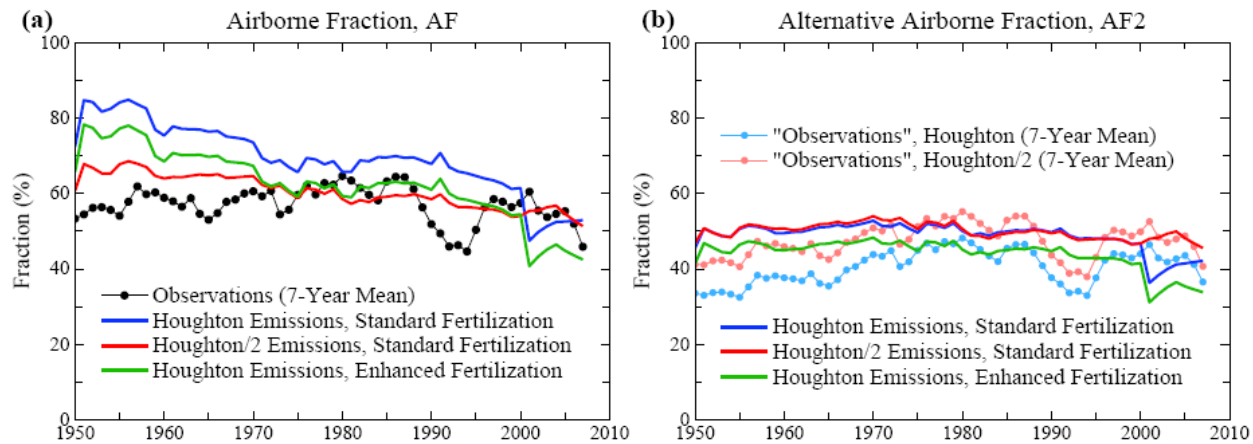 (a) Airborne Fraction, AF
Fraction (%)
100
80
60
40
20
0
Observations (7-Year Mean)
Houghton Emissions, Standard Fertilization
Houghton/2 Emissions, Standard Fertilization
Houghton Emissions, Enhanced Fertilization
1950 1960 1970 1980 1990 2000 2010
(b) Alternative Airborne Fraction, AF2
Fraction (%)
100
80
60
40
20
0
"Observations", Houghton (7-Year Mean)
"Observations", Houghton/2 (7-Year Mean)
Houghton Emissions, Standard Fertilization
Houghton/2 Emissions, Standard Fertilization
Houghton Emissions, Enhanced Fertilization
1950 1960 1970 1980 1990 2000 2010